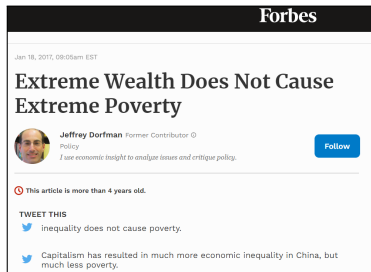 Forbes
Jan 18, 2017, 09:05am EST
Extreme Wealth Does Not Cause
Extreme Poverty
Jeffrey Dorfman Former Contributor
Policy
I use economic insight to analyze issues and critique policy.
Follow
This article is more than 4 years old.
TWEET THIS
inequality does not cause poverty.
Capitalism has resulted in much more economic inequality in China, but
much less poverty.